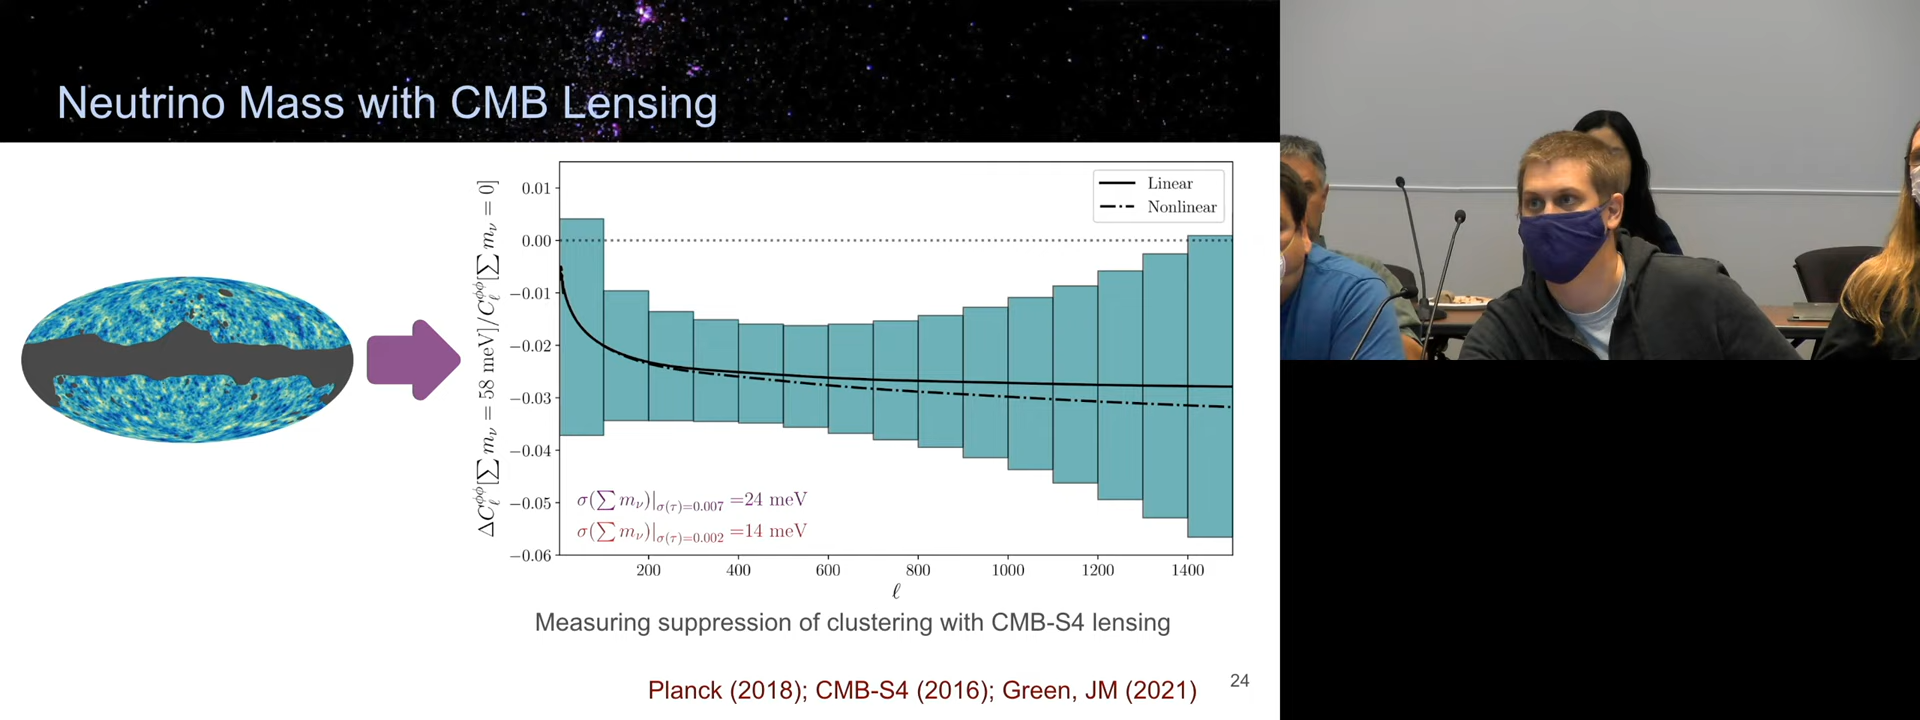 Neutrino Mass with CMB Lensing
ΔC_ℓ^{ϕϕ}[∑ m_ν = 58 meV]/C_ℓ^{ϕϕ}[∑ m_ν = 0]
0.01
0.00
−0.01
−0.02
−0.03
−0.04
−0.05
−0.06
Linear
Nonlinear
σ(∑ m_ν)|_{σ(τ)=0.007} =24 meV
σ(∑ m_ν)|_{σ(τ)=0.002} =14 meV
200 400 600 800 1000 1200 1400
ℓ
Measuring suppression of clustering with CMB-S4 lensing
Planck (2018); CMB-S4 (2016); Green, JM (2021)
24